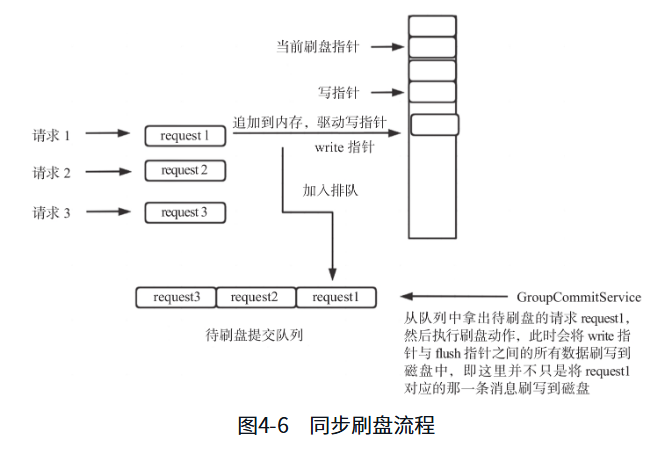 当前刷盘指针
写指针
请求 1
request 1
追加到内存，驱动写指针
write 指针
请求 2
request 2
加入排队
请求 3
request 3
request3
request2
request1
GroupCommitService
待刷盘提交队列
从队列中拿出待刷盘的请求 request1，
然后执行刷盘动作，此时会将 write 指
针与 flush 指针之间的所有数据刷写到
磁盘中，即这里并不只是将 request1
对应的那一条消息刷写到磁盘
图4-6 同步刷盘流程